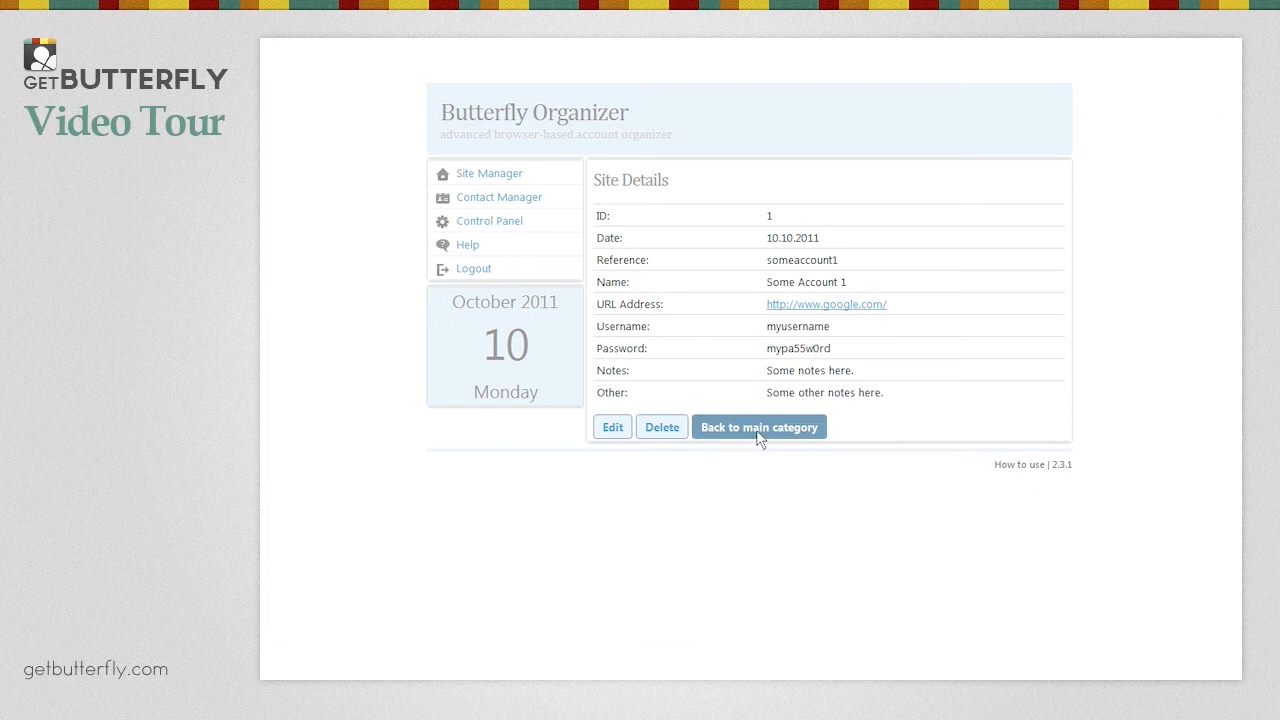 GETBUTTERFLY
Video Tour
Butterfly Organizer
advanced browser-based account organizer
Site Manager
Contact Manager
Control Panel
Help
Logout
October 2011
10
Monday
Site Details
ID: 1
Date: 10.10.2011
Reference: someaccount1
Name: Some Account 1
URL Address: http://www.google.com/
Username: myusername
Password: mypa55w0rd
Notes: Some notes here.
Other: Some other notes here.
Edit Delete Back to main category
How to use | 2.3.1
getbutterfly.com